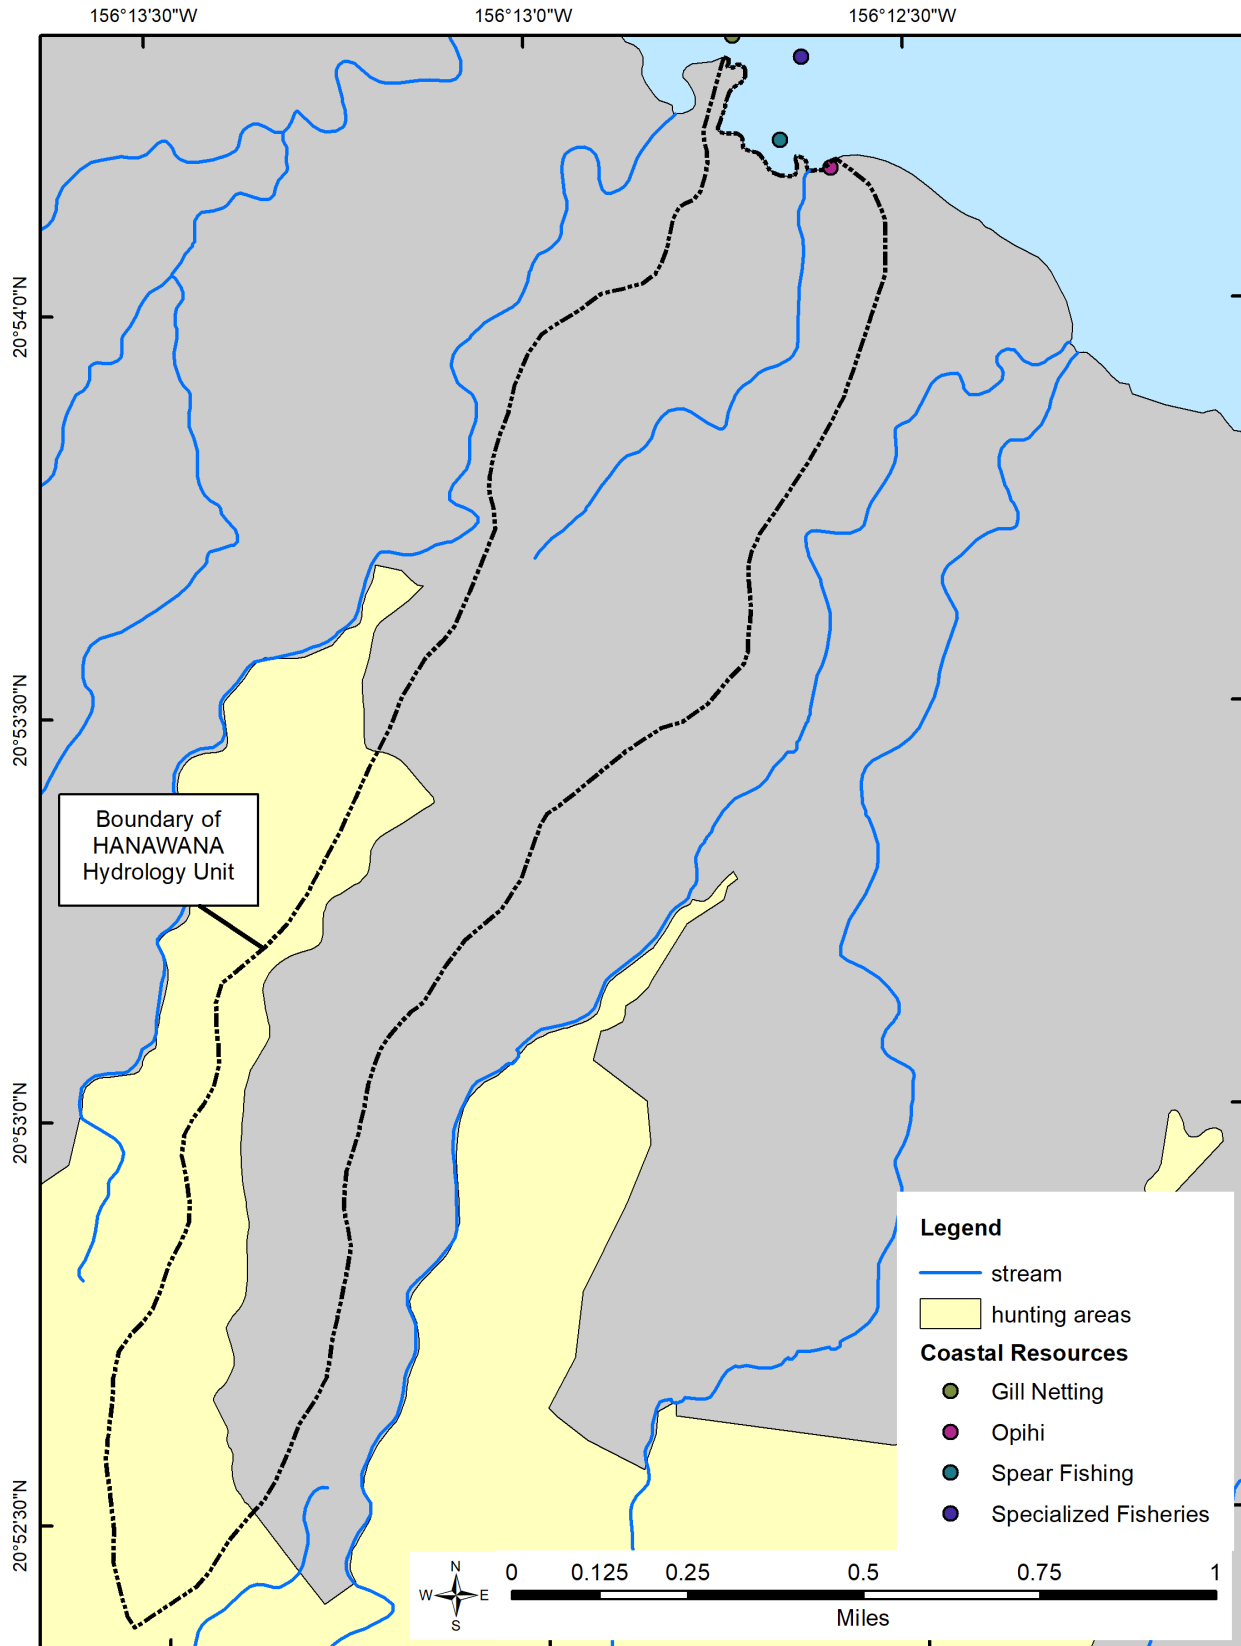 156°13'30"W
156°13'0"W
156°12'30"W
20°54'0"N
20°53'30"N
20°53'0"N
20°52'30"N
Boundary of
HANAWANA
Hydrology Unit
Legend
stream
hunting areas
Coastal Resources
Gill Netting
Opihi
Spear Fishing
Specialized Fisheries
N
W
E
S
0 0.125 0.25 0.5 0.75 1
Miles